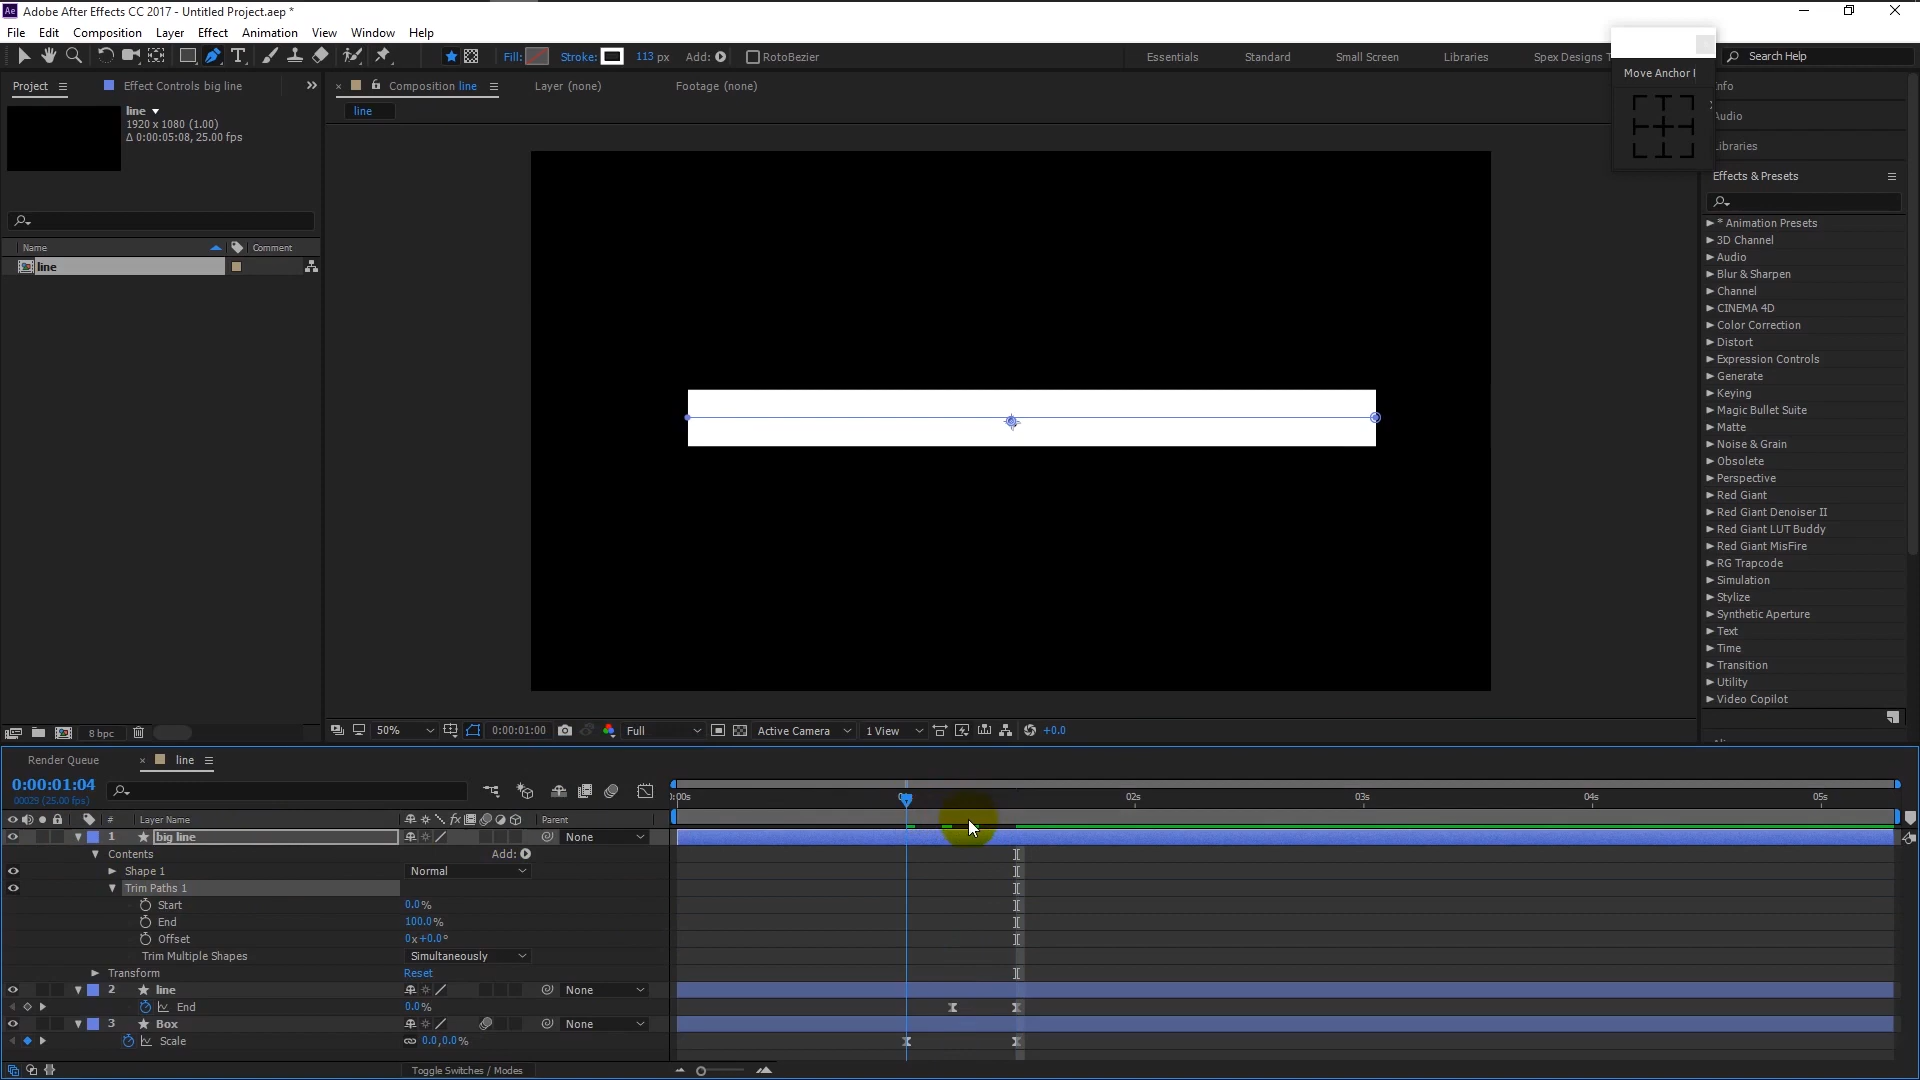 Adobe After Effects CC 2017 - Untitled Project.aep *
File Edit Composition Layer Effect Animation View Window Help
Fill: Stroke: 113 px Add: RotoBezier Essentials Standard Small Screen Libraries Spex Designs T Search Help
Move Anchor
Project Effect Controls big line Composition line Layer (none) Footage (none)
line
line
1920 x 1080 (1.00)
Δ 0:00:05:08, 25.00 fps
Name Comment
line
Info
Audio
Libraries
Effects & Presets
* Animation Presets
3D Channel
Audio
Blur & Sharpen
Channel
CINEMA 4D
Color Correction
Distort
Expression Controls
Generate
Keying
Magic Bullet Suite
Matte
Noise & Grain
Obsolete
Perspective
Red Giant
Red Giant Denoiser II
Red Giant LUT Buddy
Red Giant MisFire
RG Trapcode
Simulation
Stylize
Synthetic Aperture
Text
Time
Transition
Utility
Video Copilot
8 bpc 50% 0:00:01:00 Full Active Camera 1 View +0.0
Render Queue line
0:00:01:04
00029 (25.00 fps)
:00s 02s 03s 04s 05s
# Layer Name Parent
1 big line None
Contents Add:
Shape 1 Normal
Trim Paths 1
Start 0.0%
End 100.0%
Offset 0x+0.0°
Trim Multiple Shapes Simultaneously
Transform Reset
2 line None
End 0.0%
3 Box None
Scale 0.0,0.0%
Toggle Switches / Modes